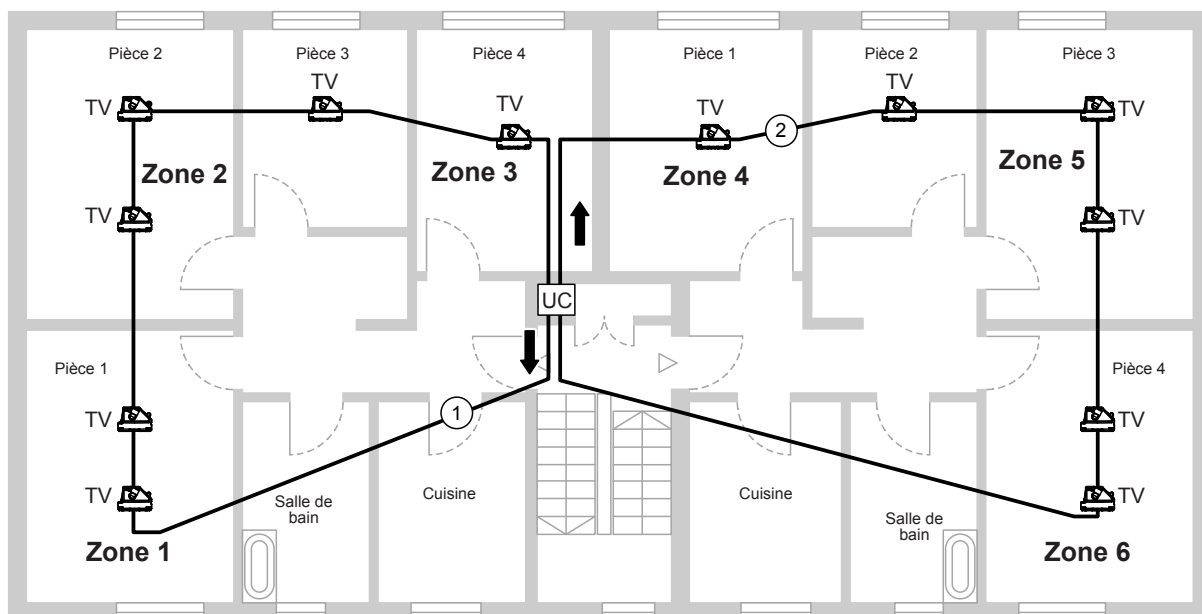 Pièce 2
Pièce 3
Pièce 4
Pièce 1
Pièce 2
Pièce 3
TV
TV
TV
TV
TV
TV
2
Zone 2
Zone 3
Zone 4
Zone 5
TV
TV
UC
Pièce 1
Pièce 4
TV
1
TV
TV
TV
Salle de
bain
Cuisine
Cuisine
Salle de
bain
Zone 1
Zone 6